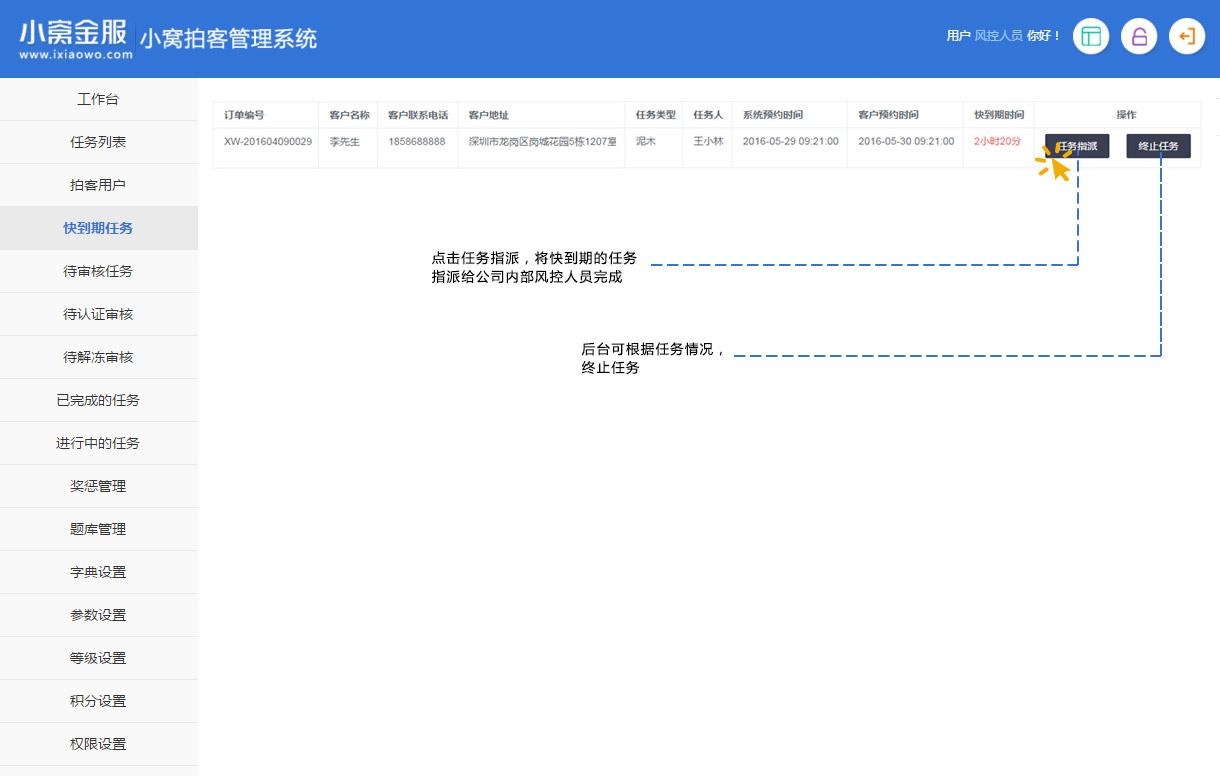 小窝金服
www.ixiaowo.com
小窝拍客管理系统
用户 风控人员 你好！
工作台
任务列表
拍客用户
快到期任务
待审核任务
待认证审核
待解冻审核
已完成的任务
进行中的任务
奖惩管理
题库管理
字典设置
参数设置
等级设置
积分设置
权限设置
订单编号 客户名称 客户联系电话 客户地址 任务类型 任务人 系统预约时间 客户预约时间 快到期时间 操作
XW-201604090029 李先生 1858688888 深圳市龙岗区岗城花园5栋1207室 泥木 王小林 2016-05-29 09:21:00 2016-05-30 09:21:00 2小时20分 任务指派 终止任务
点击任务指派，将快到期的任务
指派给公司内部风控人员完成
后台可根据任务情况，
终止任务